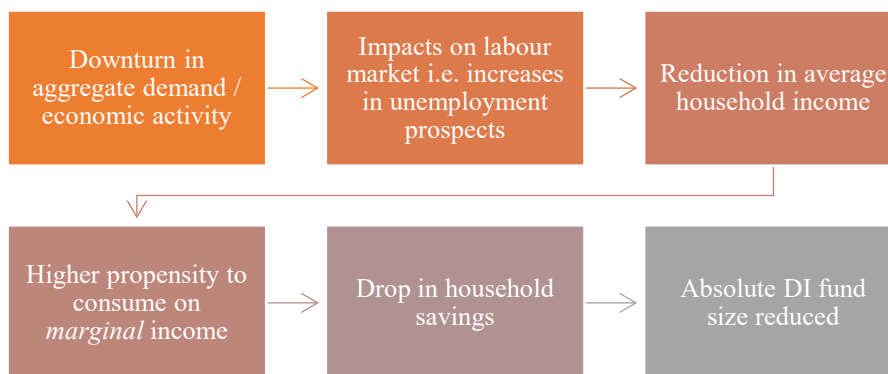 Downturn in
aggregate demand /
economic activity
Impacts on labour
market i.e. increases
in unemployment
prospects
Reduction in average
household income
Higher propensity to
consume on
marginal income
Drop in household
savings
Absolute DI fund
size reduced